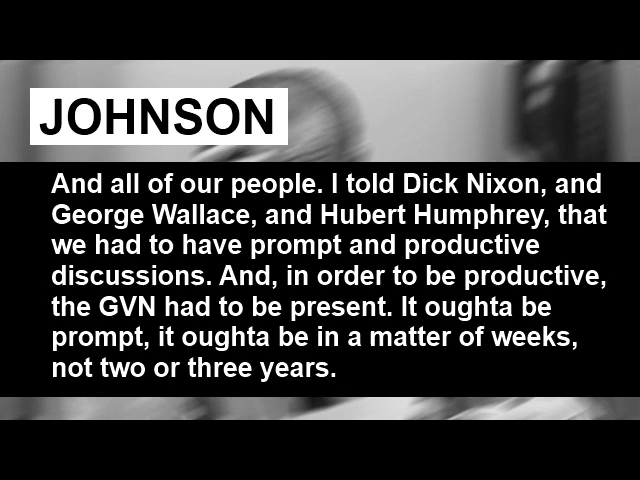 JOHNSON
And all of our people. I told Dick Nixon, and
George Wallace, and Hubert Humphrey, that
we had to have prompt and productive
discussions. And, in order to be productive,
the GVN had to be present. It oughta be
prompt, it oughta be in a matter of weeks,
not two or three years.